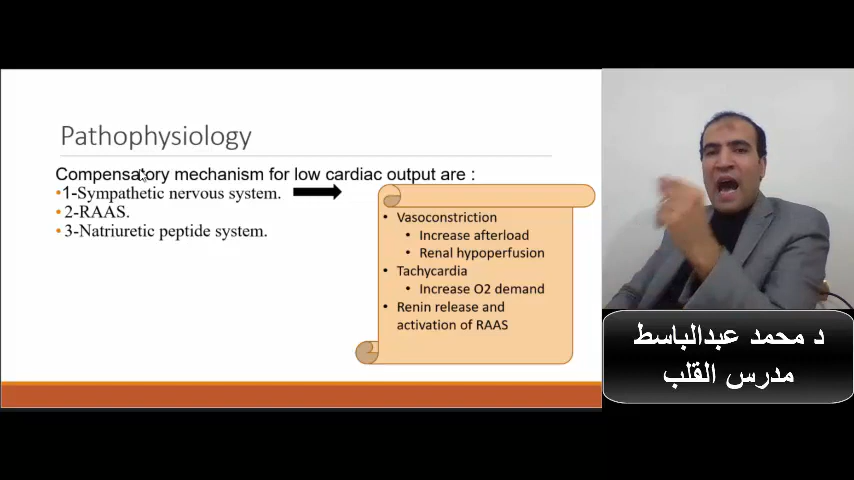 Pathophysiology
Compensatory mechanism for low cardiac output are :
•1-Sympathetic nervous system.
•2-RAAS.
•3-Natriuretic peptide system.
• Vasoconstriction
• Increase afterload
• Renal hypoperfusion
• Tachycardia
• Increase O2 demand
• Renin release and
activation of RAAS
د محمد عبدالباسط
مدرس القلب